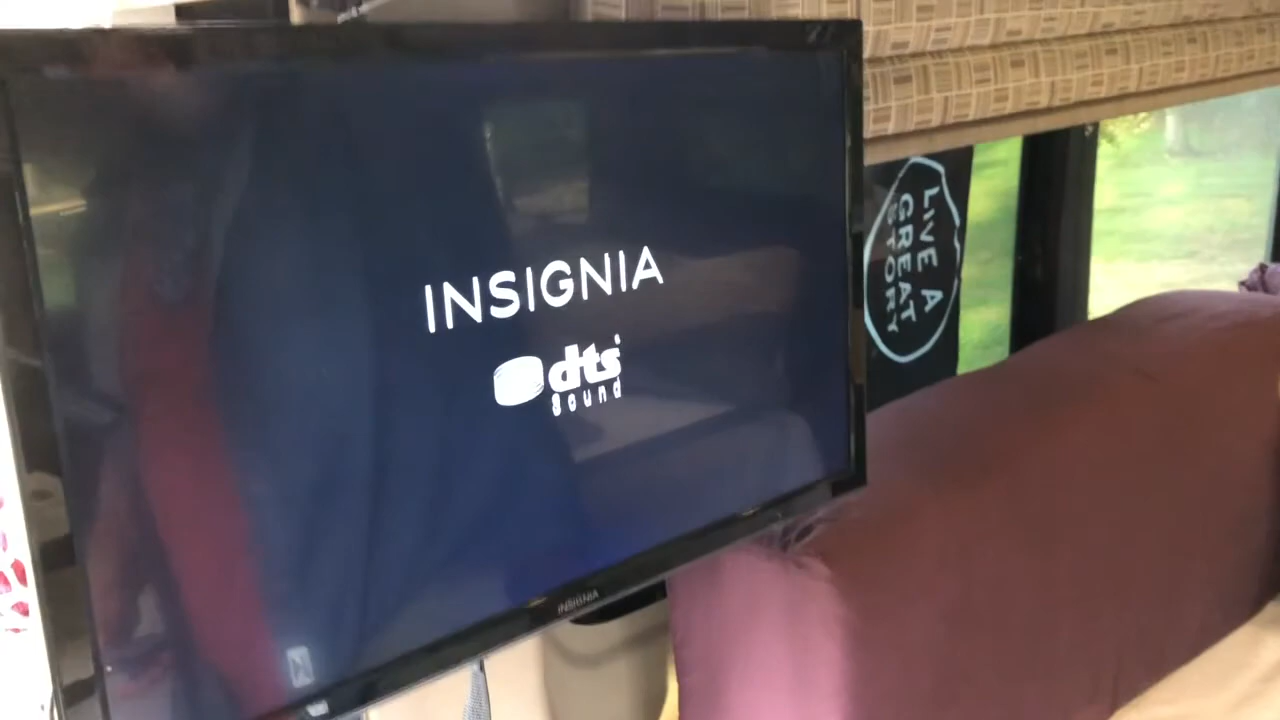 INSIGNIA
dts
Sound
INSIGNIA
LIVE A
GREAT
STORY